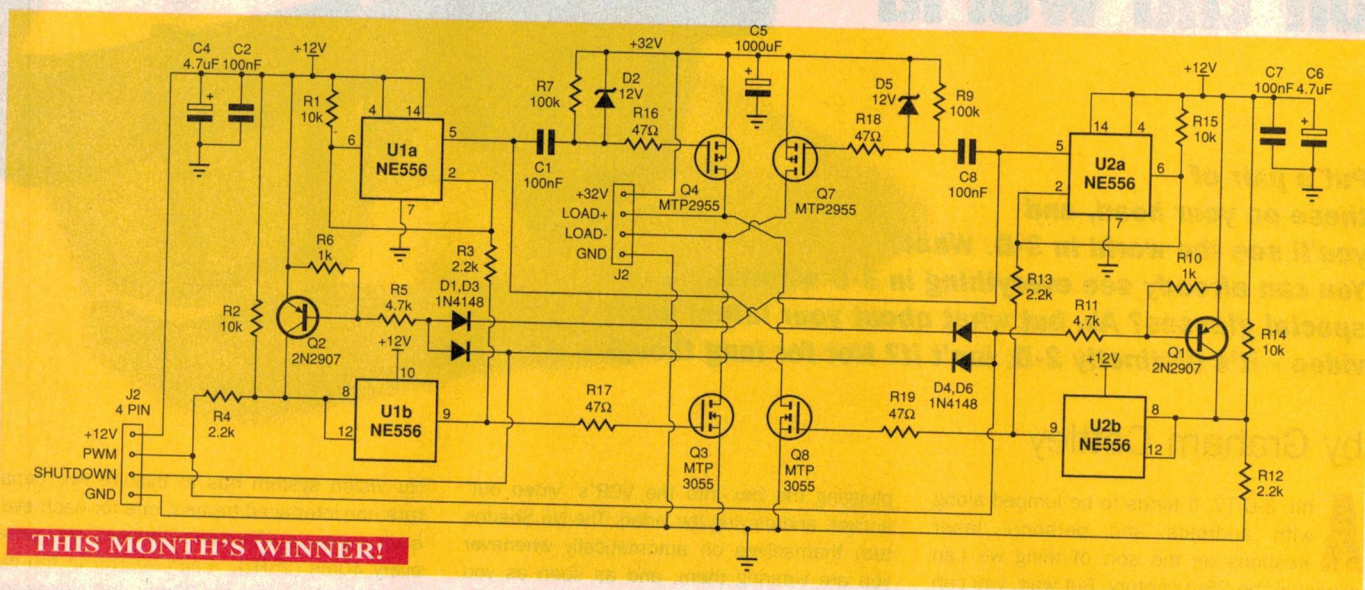 C4
4.7uF
C2
100nF
+12V
R1
10k
4
14
6
5
2
7
U1a
NE556
+32V
R7
100k
D2
12V
R16
47Ω
C1
100nF
C5
1000uF
Q4
MTP2955
Q7
MTP2955
D5
12V
R9
100k
R18
47Ω
C8
100nF
+12V
C7
100nF
C6
4.7uF
R15
10k
14
4
5
6
2
7
U2a
NE556
+32V
LOAD+
LOAD-
GND
J2
R6
1k
R2
10k
Q2
2N2907
R5
4.7k
+12V
R3
2.2k
D1,D3
1N4148
10
8
12
9
U1b
NE556
R4
2.2k
J2
4 PIN
+12V
PWM
SHUTDOWN
GND
R17
47Ω
Q3
MTP
3055
Q8
MTP
3055
R19
47Ω
D4,D6
1N4148
R13
2.2k
R11
4.7k
R10
1k
Q1
2N2907
R14
10k
+12V
9
8
12
U2b
NE556
R12
2.2k
THIS MONTH'S WINNER!